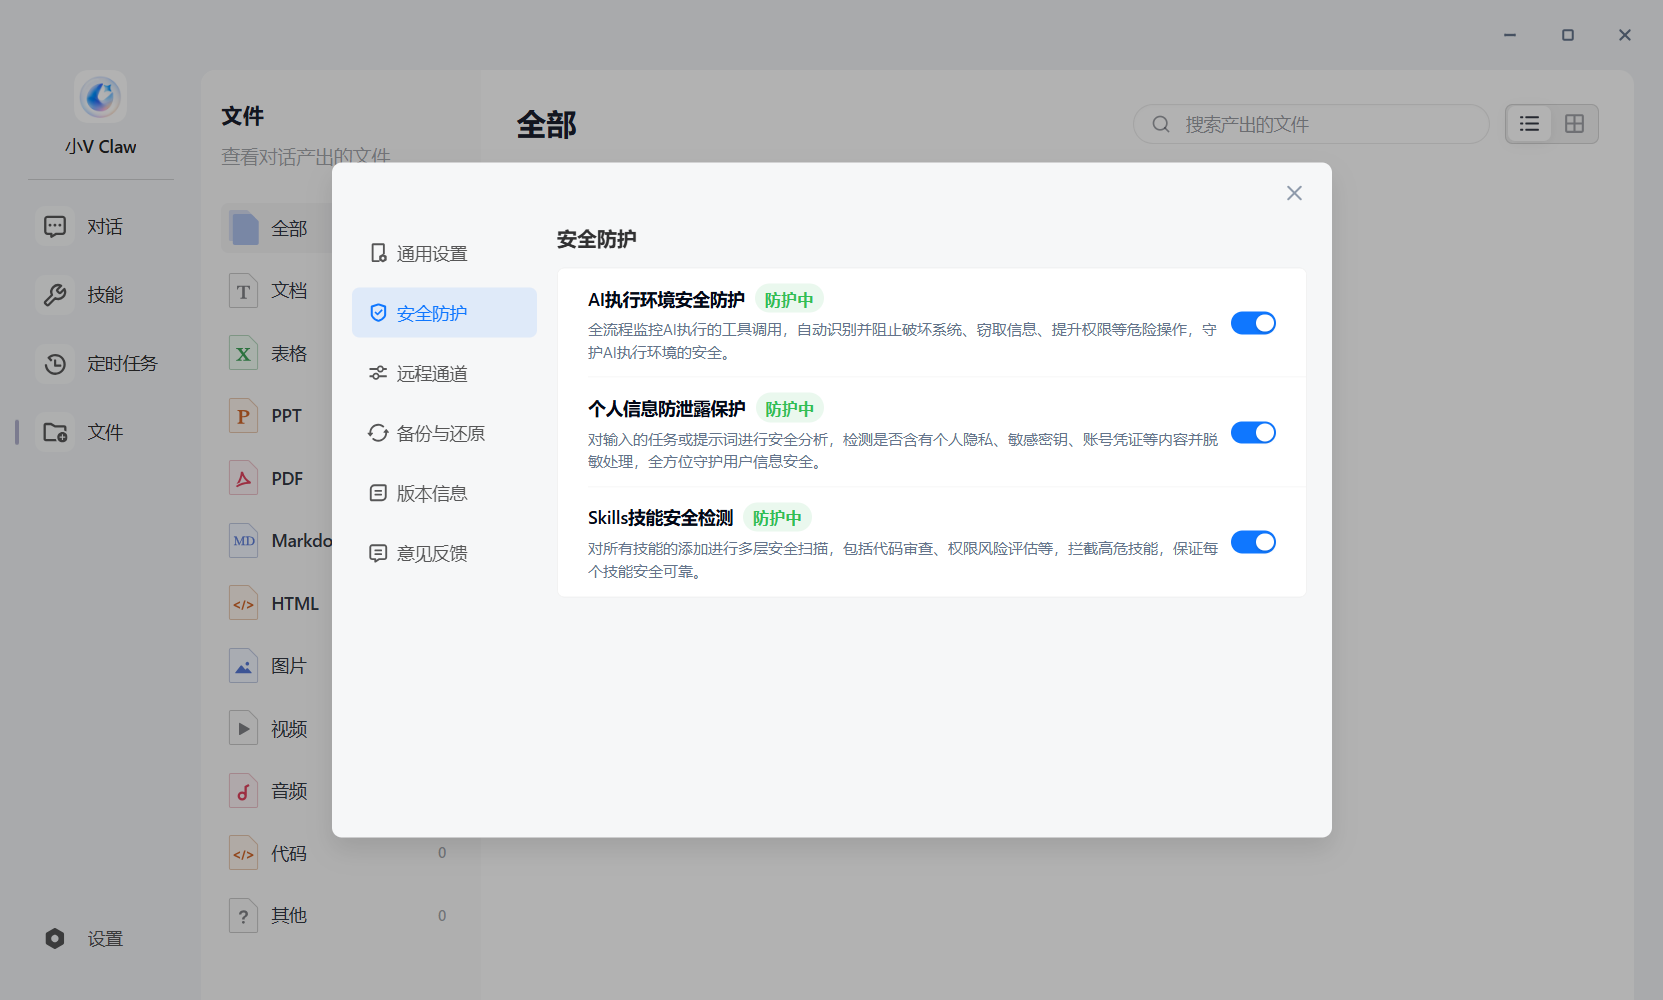 小V Claw
对话
技能
定时任务
文件
设置
文件
查看对话产出的文件
全部
文档
表格
PPT
PDF
Markdo
HTML
图片
视频
音频
代码 0
其他 0
全部
搜索产出的文件
通用设置
安全防护
远程通道
备份与还原
版本信息
意见反馈
安全防护
AI执行环境安全防护 防护中
全流程监控AI执行的工具调用，自动识别并阻止破坏系统、窃取信息、提升权限等危险操作，守
护AI执行环境的安全。
个人信息防泄露保护 防护中
对输入的任务或提示词进行安全分析，检测是否含有个人隐私、敏感密钥、账号凭证等内容并脱
敏处理，全方位守护用户信息安全。
Skills技能安全检测 防护中
对所有技能的添加进行多层安全扫描，包括代码审查、权限风险评估等，拦截高危技能，保证每
个技能安全可靠。